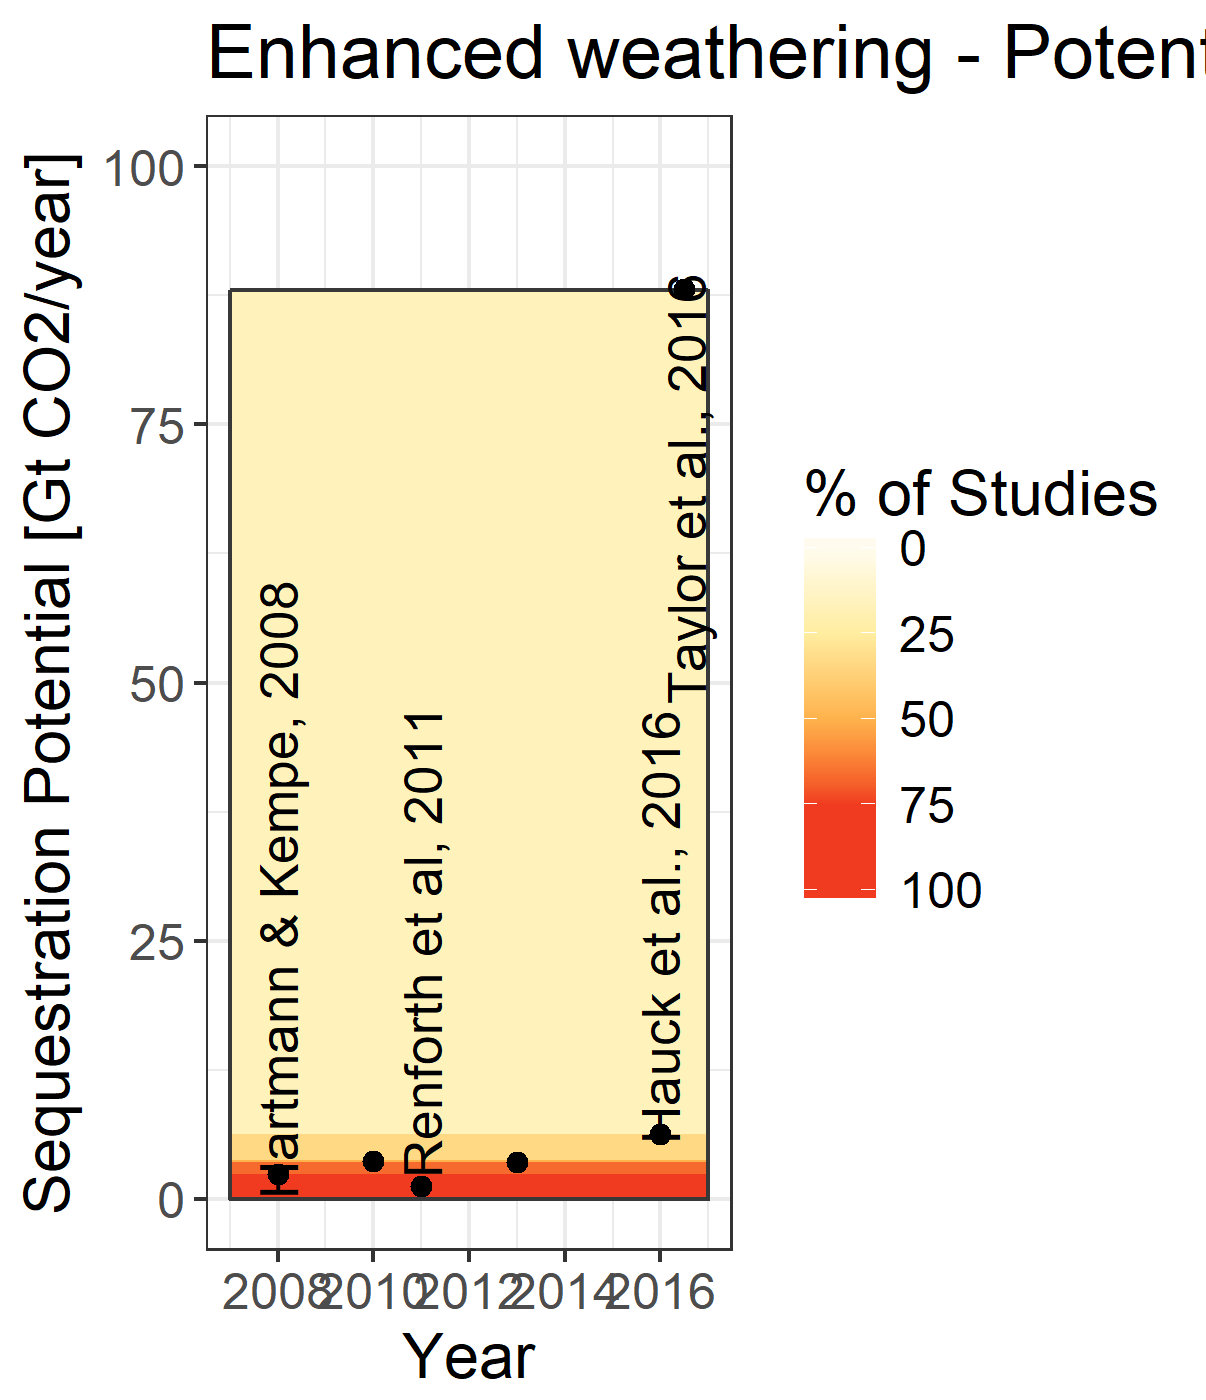 Enhanced weathering - Potent
Sequestration Potential [Gt CO2/year]
100
75
50
25
0
Hartmann & Kempe, 2008
Renforth et al, 2011
Hauck et al., 2016
Taylor et al., 2016
2008
2010
2012
2014
2016
Year
% of Studies
0
25
50
75
100